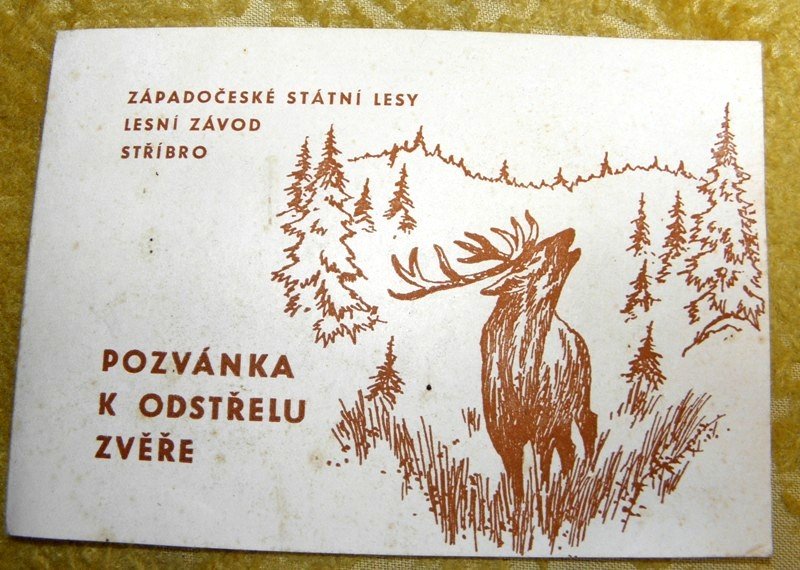 ZÁPADOČESKÉ STÁTNÍ LESY
LESNÍ ZÁVOD
STŘÍBRO
POZVÁNKA
K ODSTŘELU
ZVĚŘE